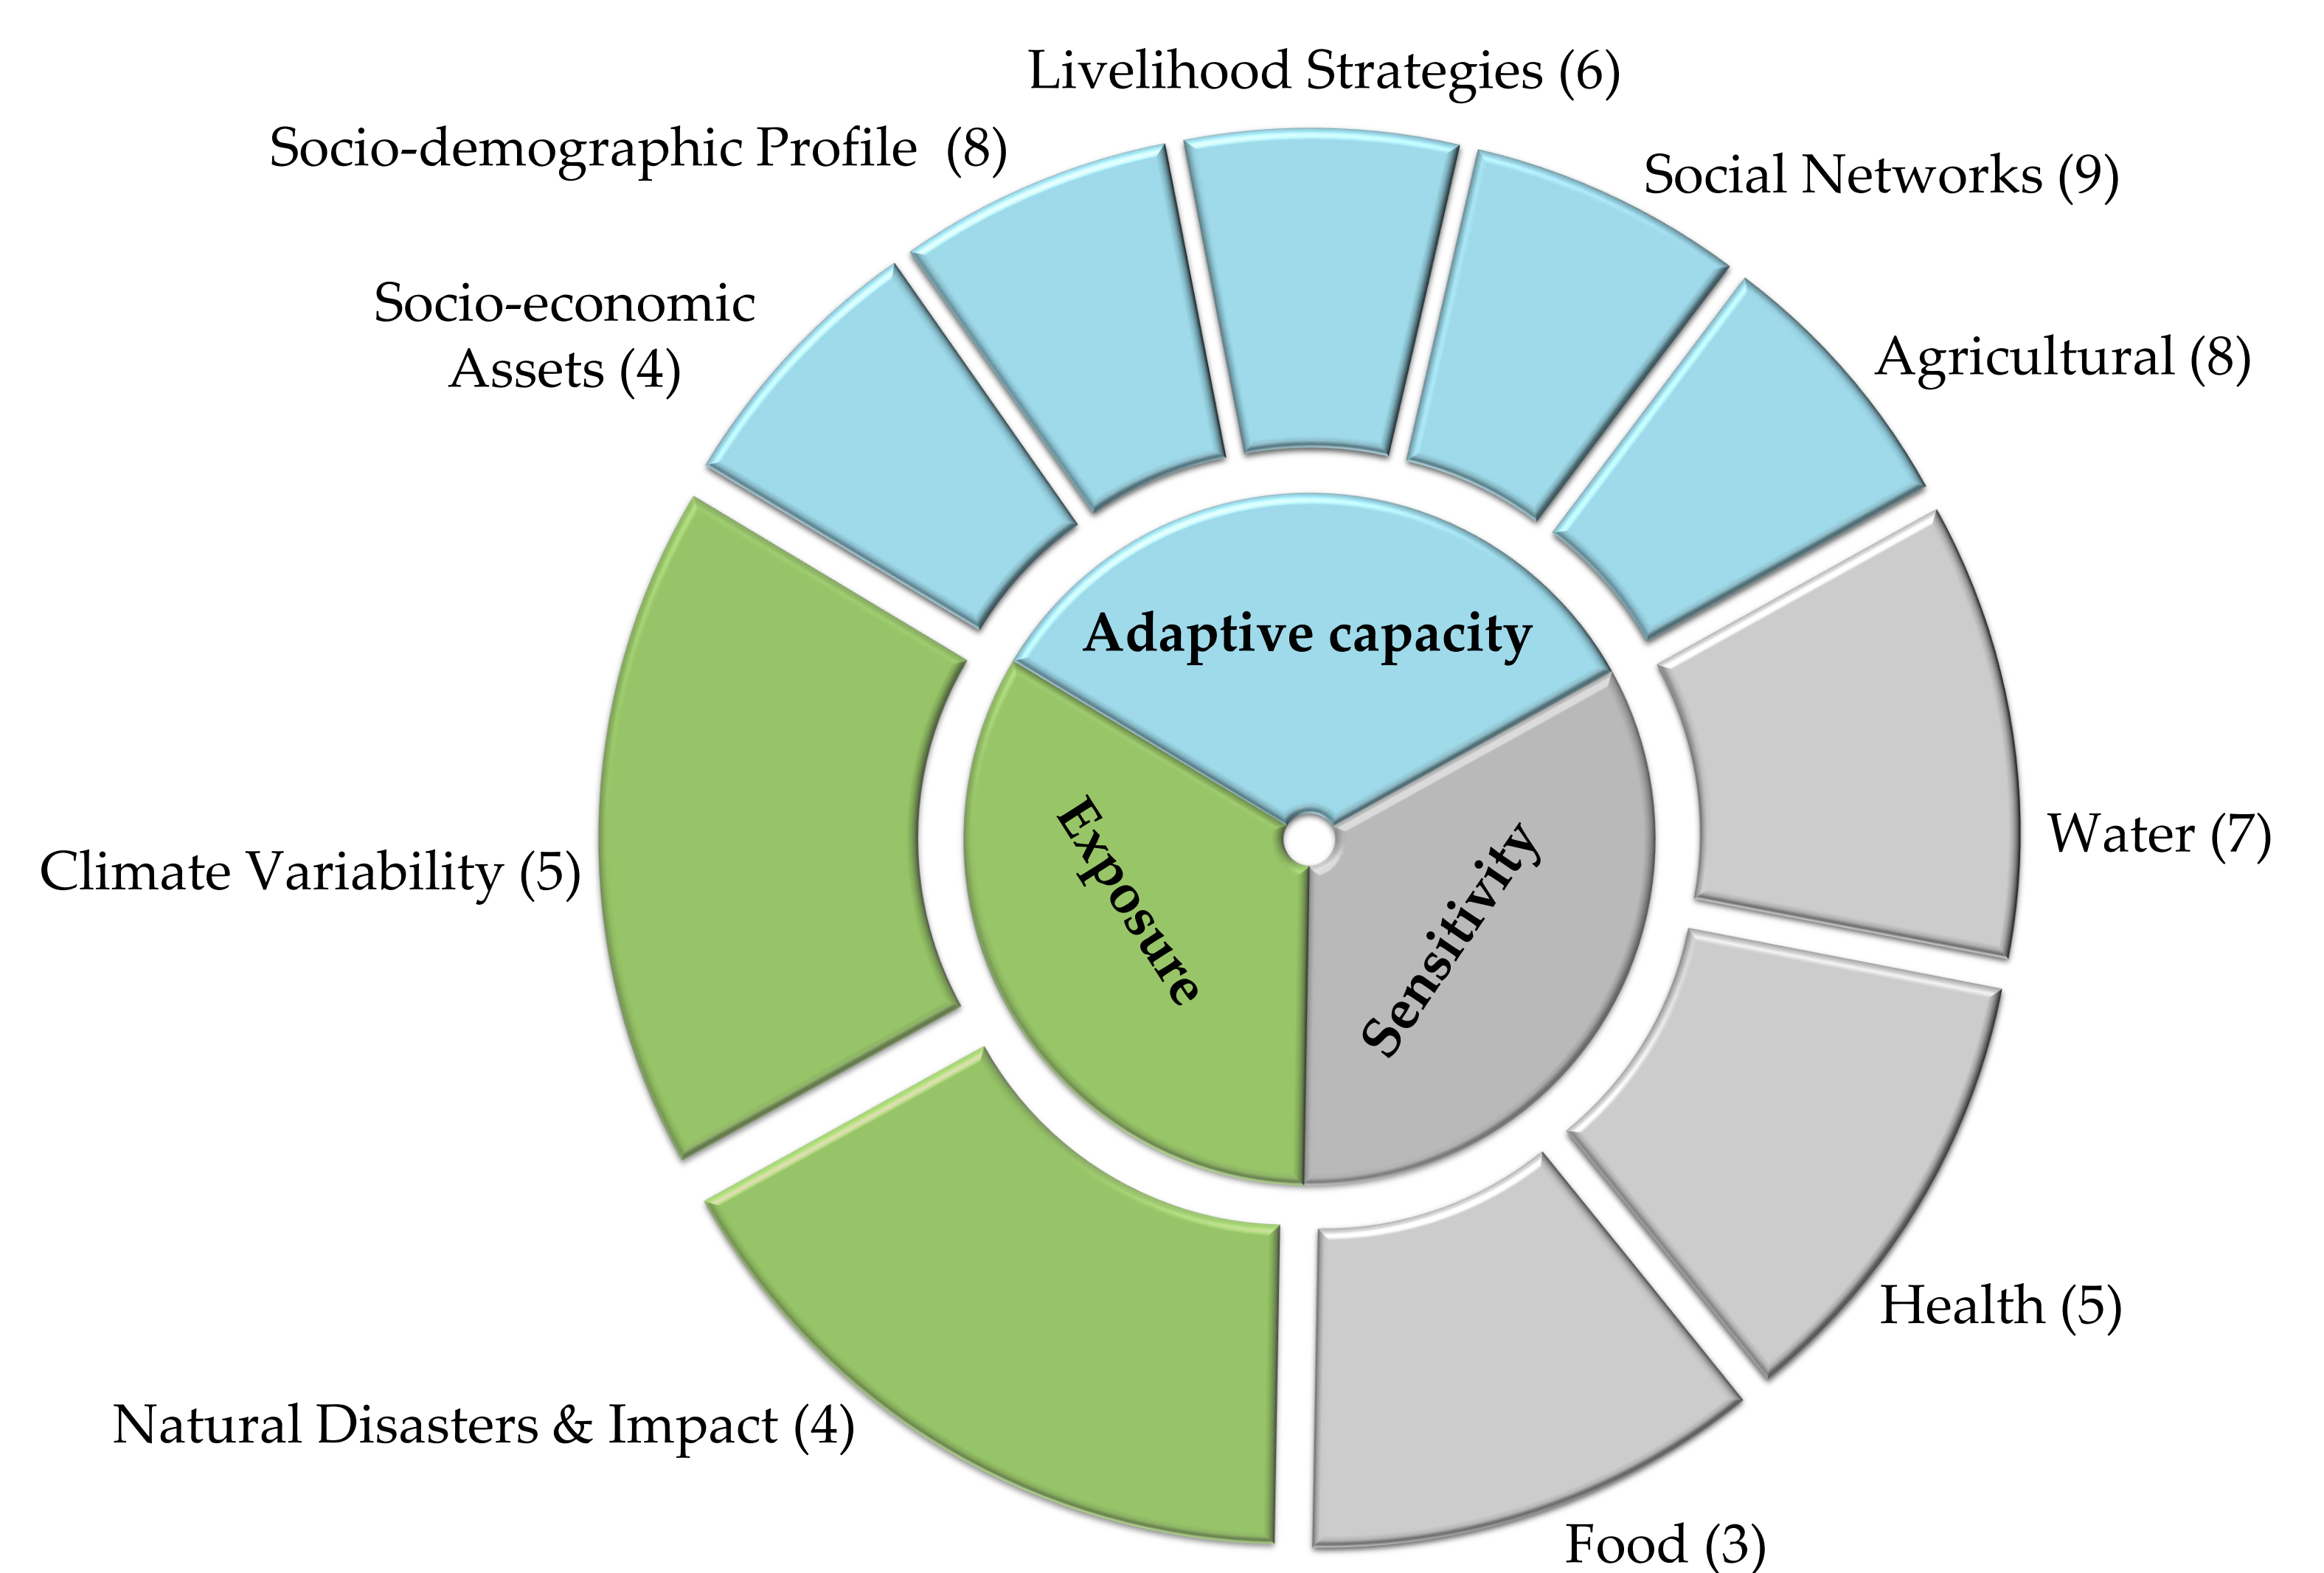 Livelihood Strategies (6)
Socio-demographic Profile (8)
Social Networks (9)
Socio-economic
Assets (4)
Agricultural (8)
Adaptive capacity
Exposure
Sensitivity
Water (7)
Climate Variability (5)
Health (5)
Natural Disasters & Impact (4)
Food (3)